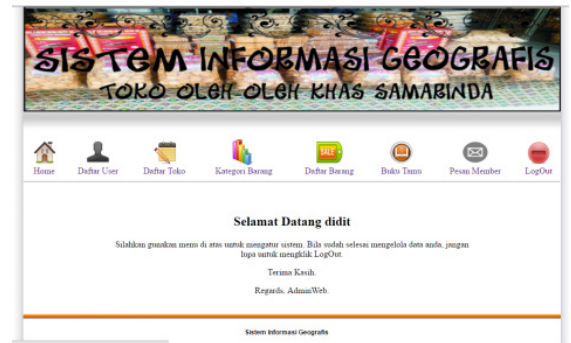 SISTEM INFORMASI GEOGRAFIS
TOKO OLEH OLEH KHAS SAMARINDA
SALE
Home Daftar User Daftar Toko Kategori Barang Daftar Barang Buku Tamu Pesan Member LogOut
Selamat Datang didit
Silahkan gunakan menu di atas untuk mengatur sistem. Bila sudah selesai mengelola data anda, jangan
lupa untuk mengklik LogOut.
Terima Kasih.
Regards, AdminWeb.
Sistem Informasi Geografis